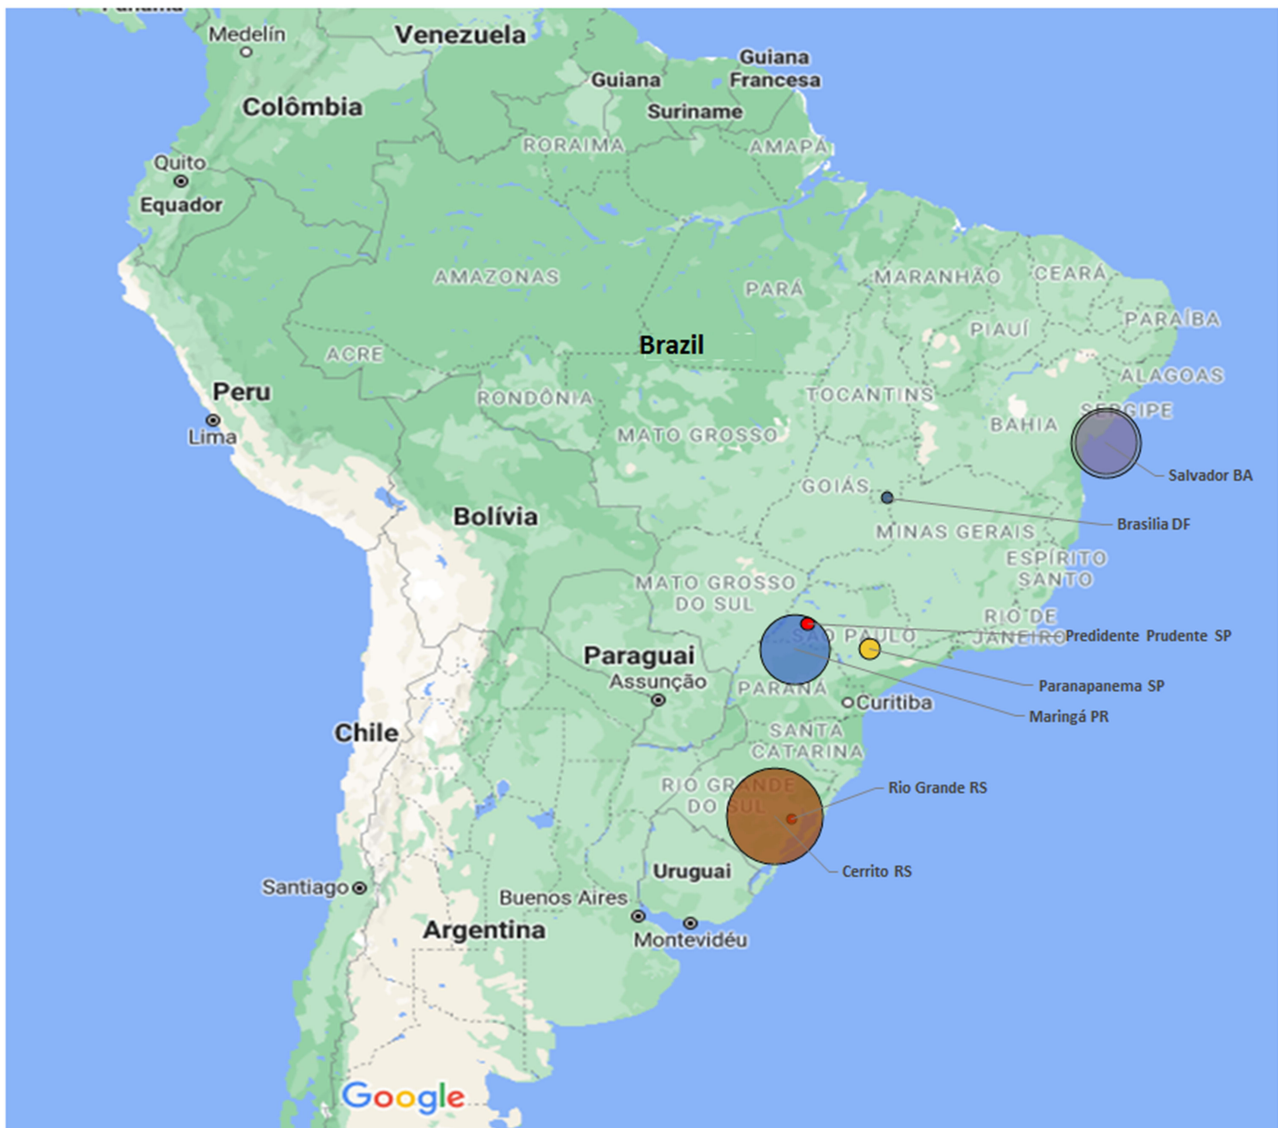 Panamá
Medelín
Venezuela
Guiana
Guiana
Francesa
Colômbia
Suriname
RORAIMA
AMAPÁ
Quito
Equador
AMAZONAS
PARÁ
MARANHÃO
CEARÁ
PARAÍBA
PIAUÍ
Brazil
ACRE
ALAGOAS
Peru
RONDÔNIA
TOCANTINS
SERGIPE
Lima
MATO GROSSO
BAHIA
Salvador BA
GOIÁS
Bolívia
Brasilia DF
MINAS GERAIS
ESPÍRITO
SANTO
MATO GROSSO
DO SUL
RIO DE
JANEIRO
SÃO PAULO
Predidente Prudente SP
Paraguai
Assunção
PARANÁ
Paranapanema SP
Curitiba
Maringá PR
Chile
SANTA
CATARINA
RIO GRANDE
DO SUL
Rio Grande RS
Uruguai
Cerrito RS
Santiago
Buenos Aires
Argentina
Montevidéu
Google